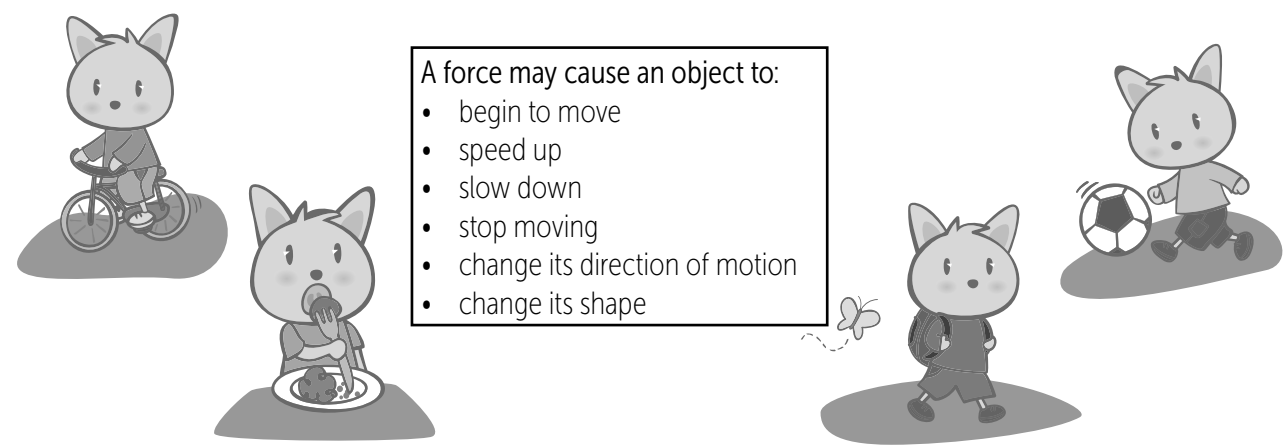 A force may cause an object to:
• begin to move
• speed up
• slow down
• stop moving
• change its direction of motion
• change its shape